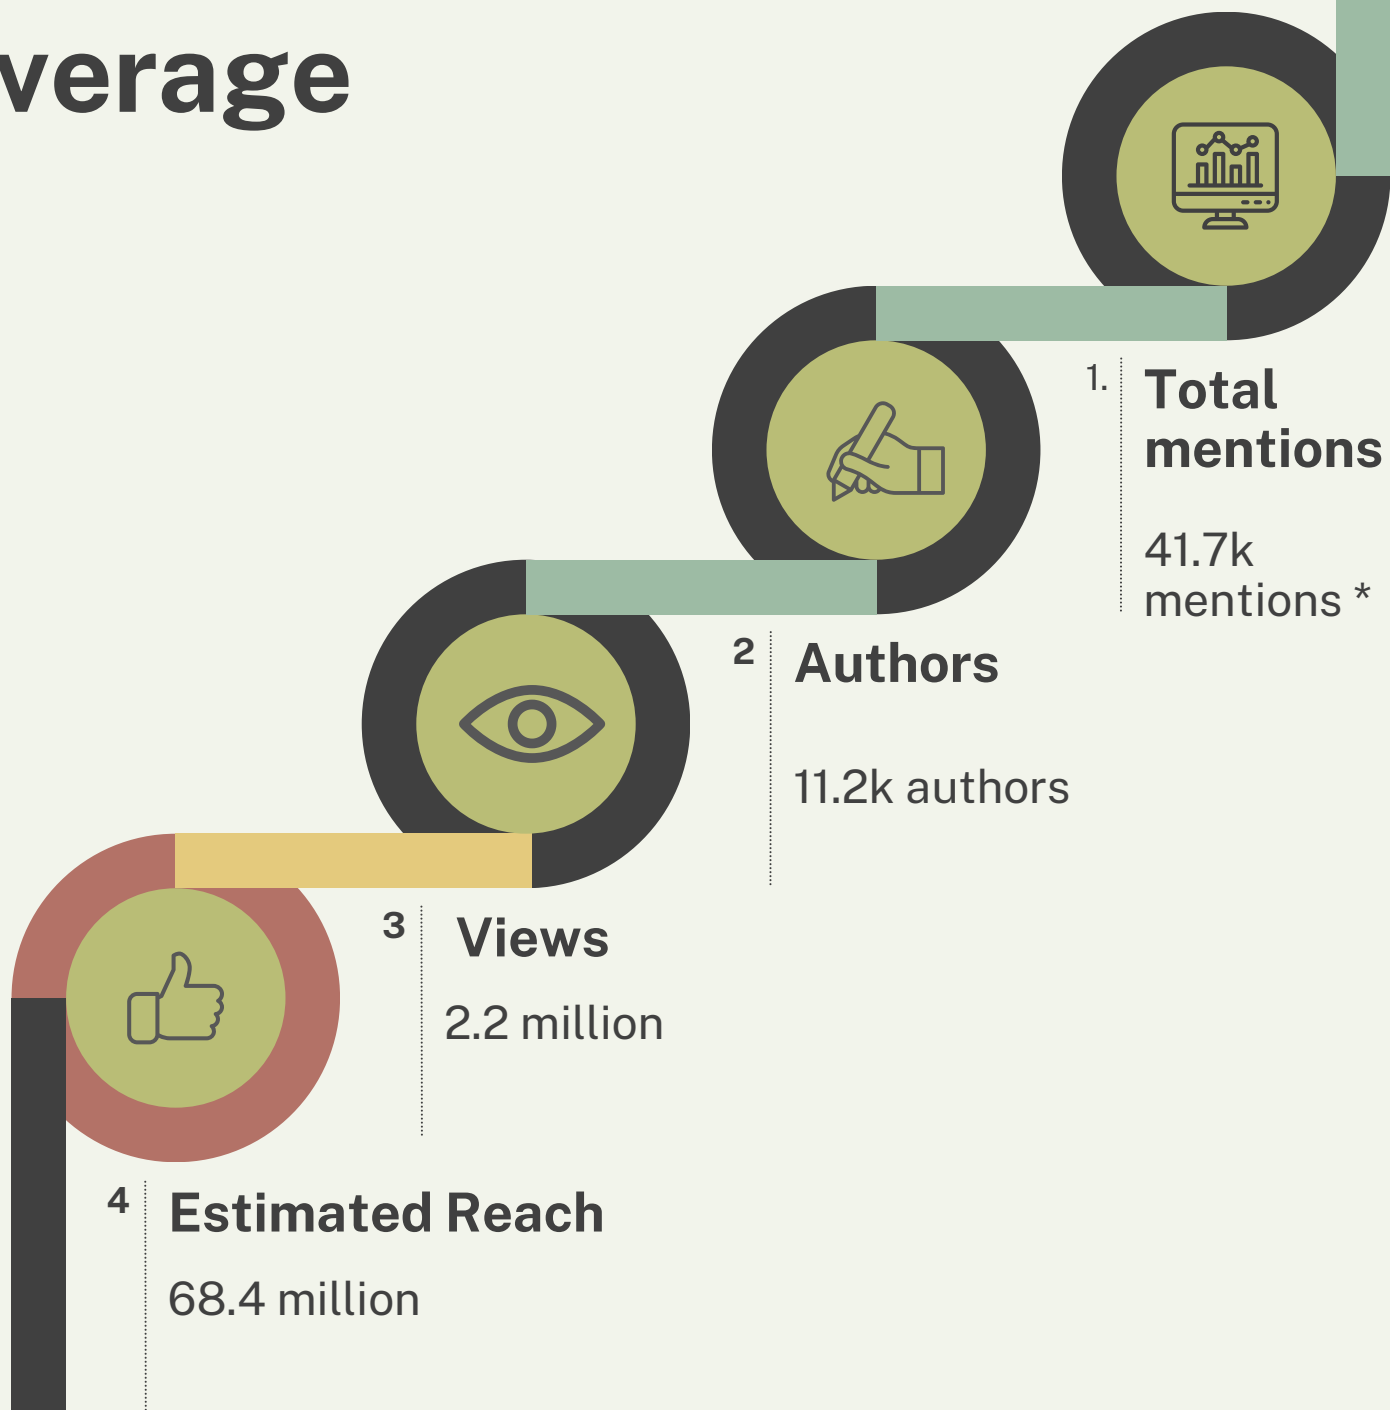 verage
1.
Total
mentions
41.7k
mentions *
2
Authors
11.2k authors
3
Views
2.2 million
4
Estimated Reach
68.4 million